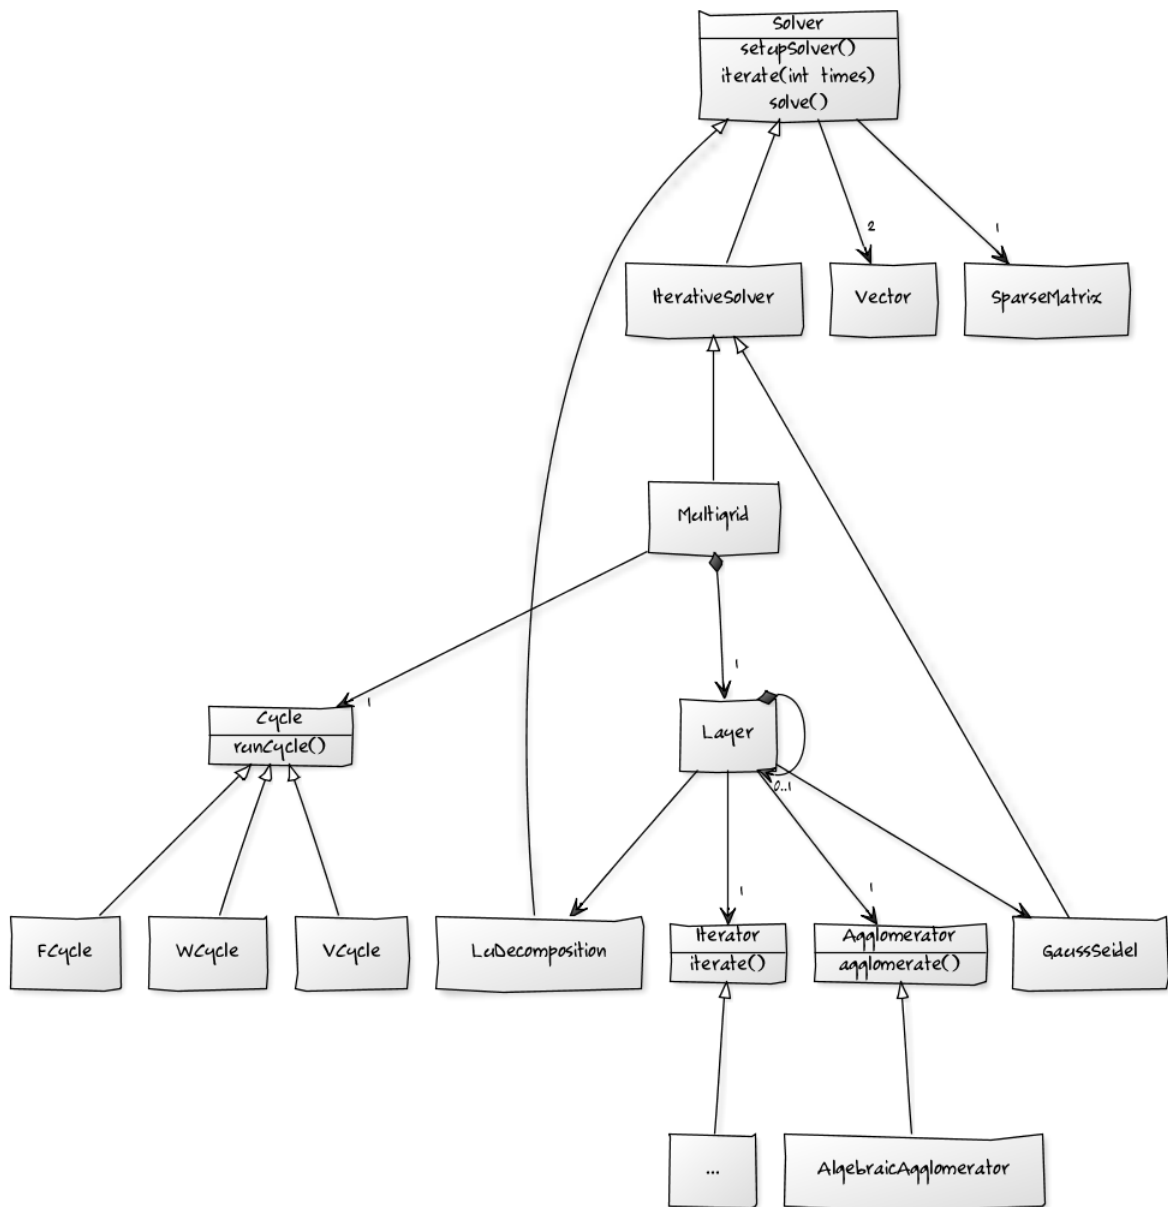 Solver
setupSolver()
iterate(int times)
solve()
2
1
IterativeSolver
Vector
SparseMatrix
Multigrid
1
1
Cycle
runCycle()
Layer
0..1
1
1
FCycle
WCycle
VCycle
LuDecomposition
Iterator
iterate()
Agglomerator
agglomerate()
GaussSeidel
...
AlgebraicAgglomerator